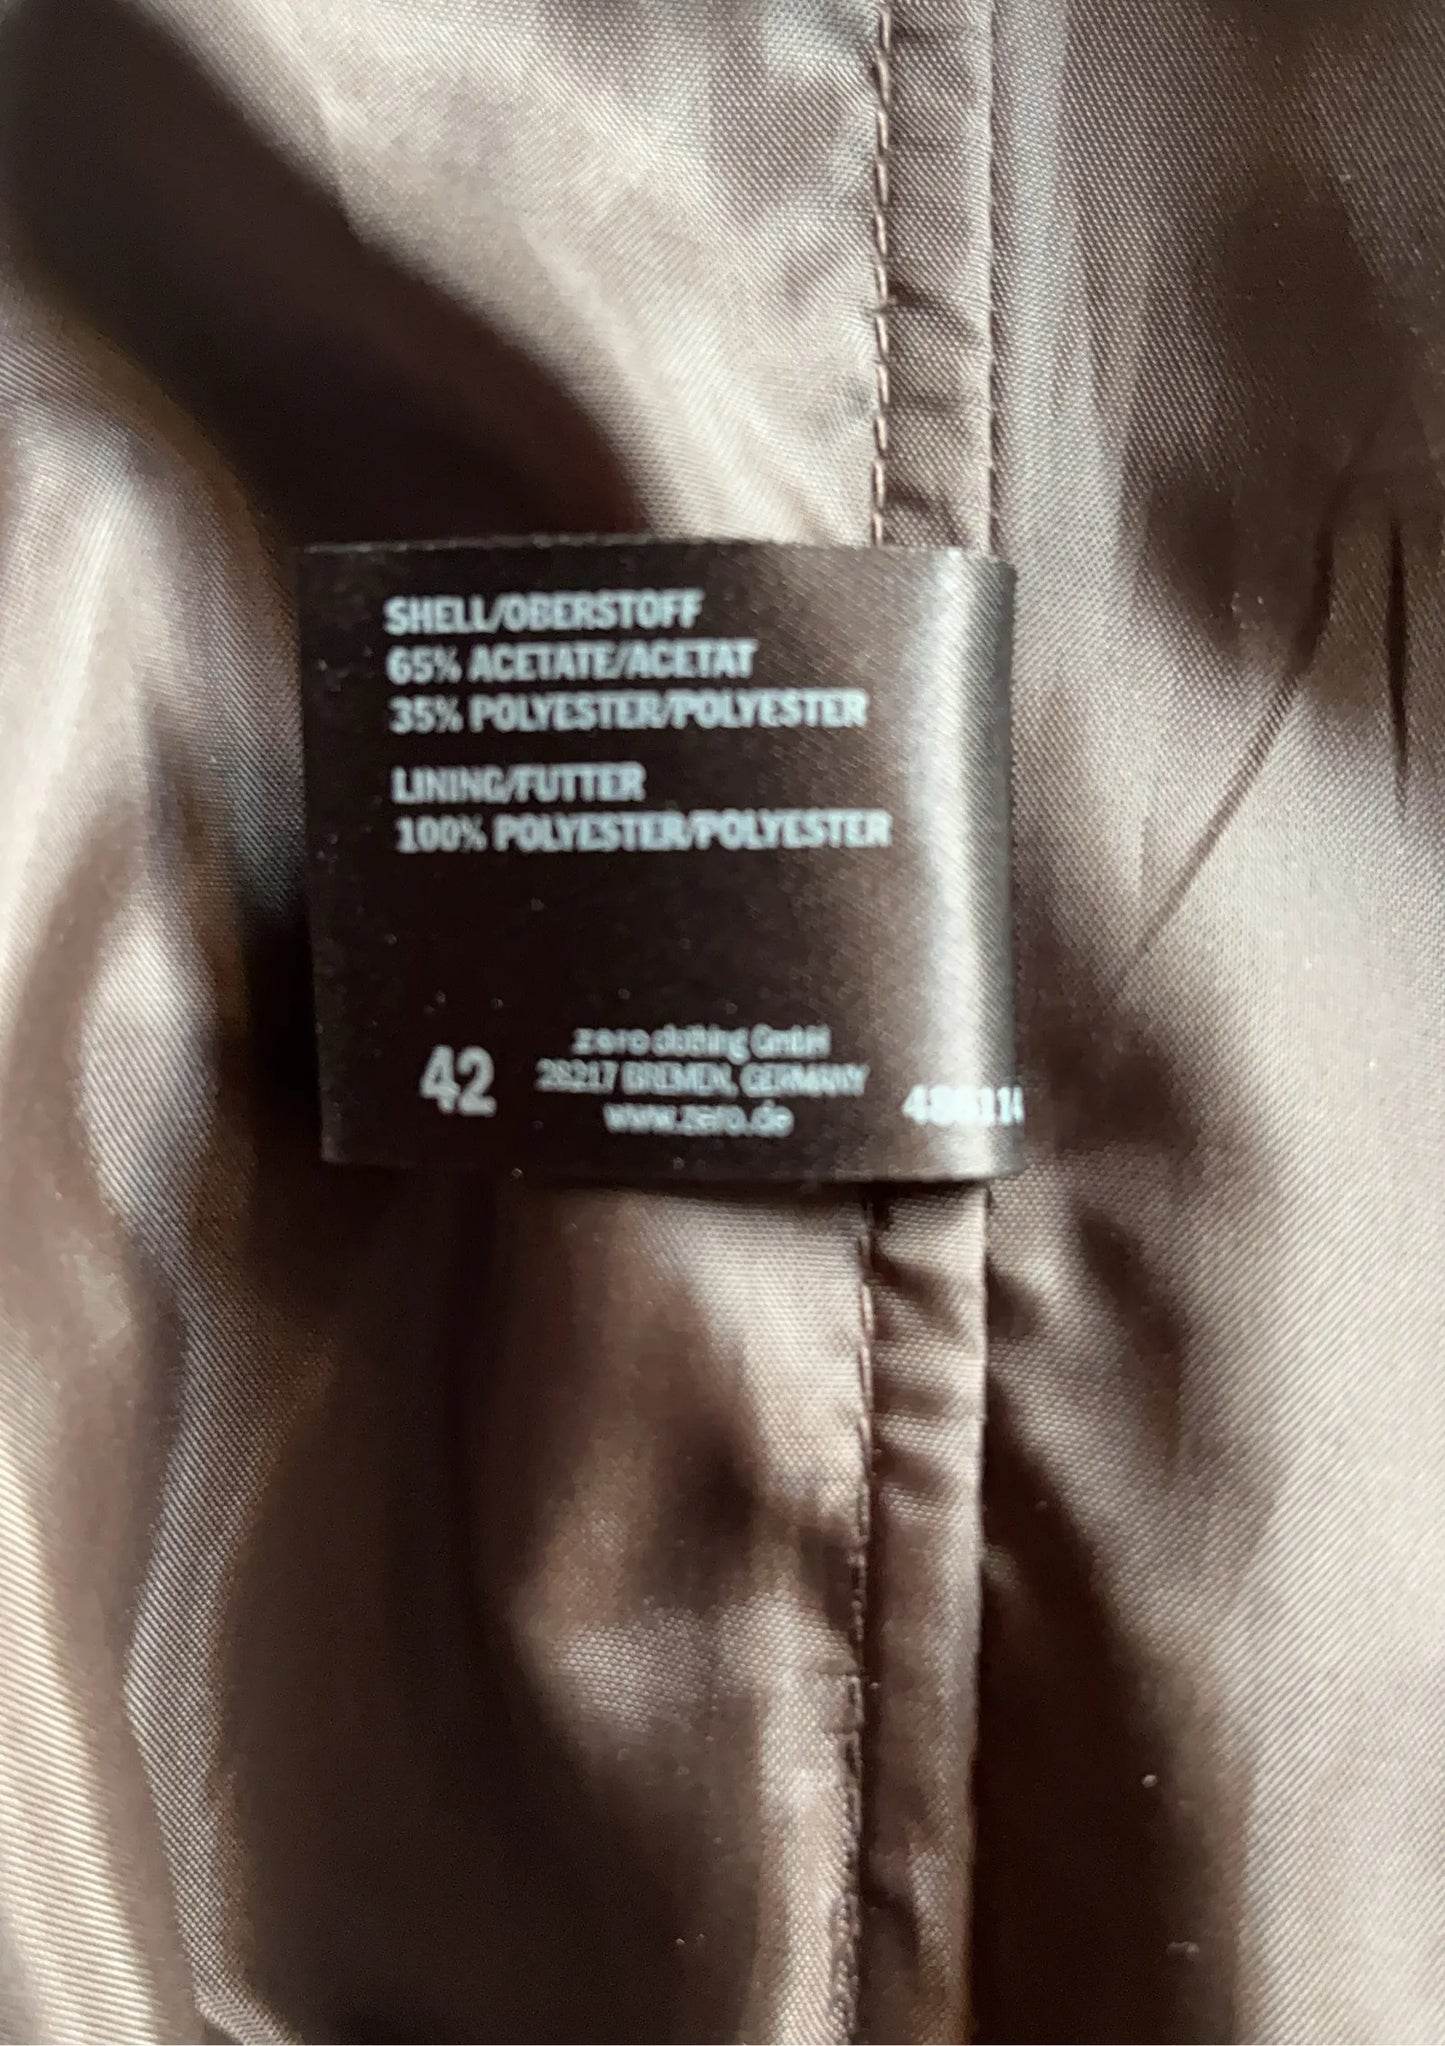 SHELL/OBERSTOFF
65% ACETATE/ACETAT
35% POLYESTER/POLYESTER
LINING/FUTTER
100% POLYESTER/POLYESTER
42
zero clothing GmbH
28217 BREMEN, GERMANY
www.zero.de